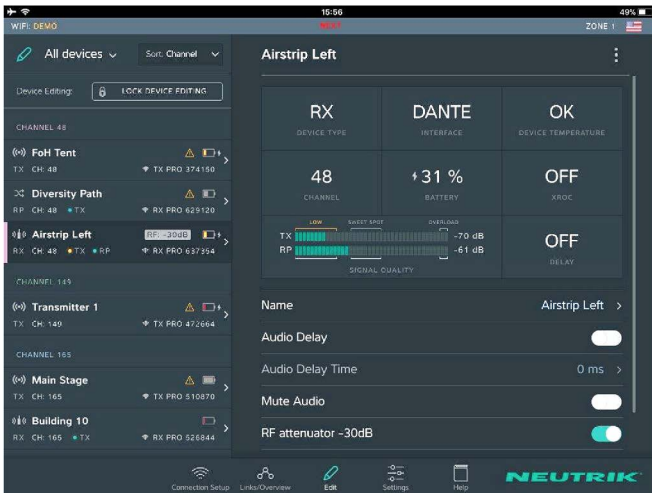 15:56
49%
WIFI: DEMO
ZONE 1
All devices
Sort: Channel
Airstrip Left
Device Editing:
LOCK DEVICE EDITING
CHANNEL 48
FoH Tent
TX CH: 48
TX PRO 374150
Diversity Path
RP CH: 48 TX
RX PRO 629120
Airstrip Left
RF: -30dB
RX CH: 48 TX RP
RX PRO 637354
CHANNEL 149
Transmitter 1
TX CH: 149
TX PRO 472664
CHANNEL 165
Main Stage
TX CH: 165
TX PRO 510870
Building 10
RX CH: 165 TX
RX PRO 526844
RX
DEVICE TYPE
DANTE
INTERFACE
OK
DEVICE TEMPERATURE
48
CHANNEL
31 %
BATTERY
OFF
XROC
LOW SWEET SPOT OVERLOAD
TX -70 dB
RP -61 dB
SIGNAL QUALITY
OFF
DELAY
Name Airstrip Left
Audio Delay
Audio Delay Time 0 ms
Mute Audio
RF attenuator -30dB
Connection Setup
Links/Overview
Edit
Settings
Help
NEUTRIK